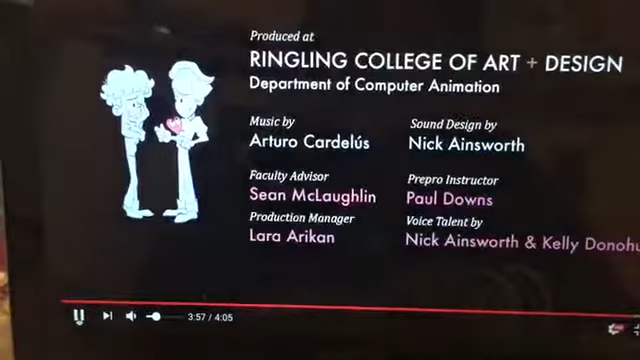 Produced at
RINGLING COLLEGE OF ART + DESIGN
Department of Computer Animation
Music by
Arturo Cardelús
Sound Design by
Nick Ainsworth
Faculty Advisor
Sean McLaughlin
Prepro Instructor
Paul Downs
Production Manager
Lara Arikan
Voice Talent by
Nick Ainsworth & Kelly Donohu
3:57 / 4:05